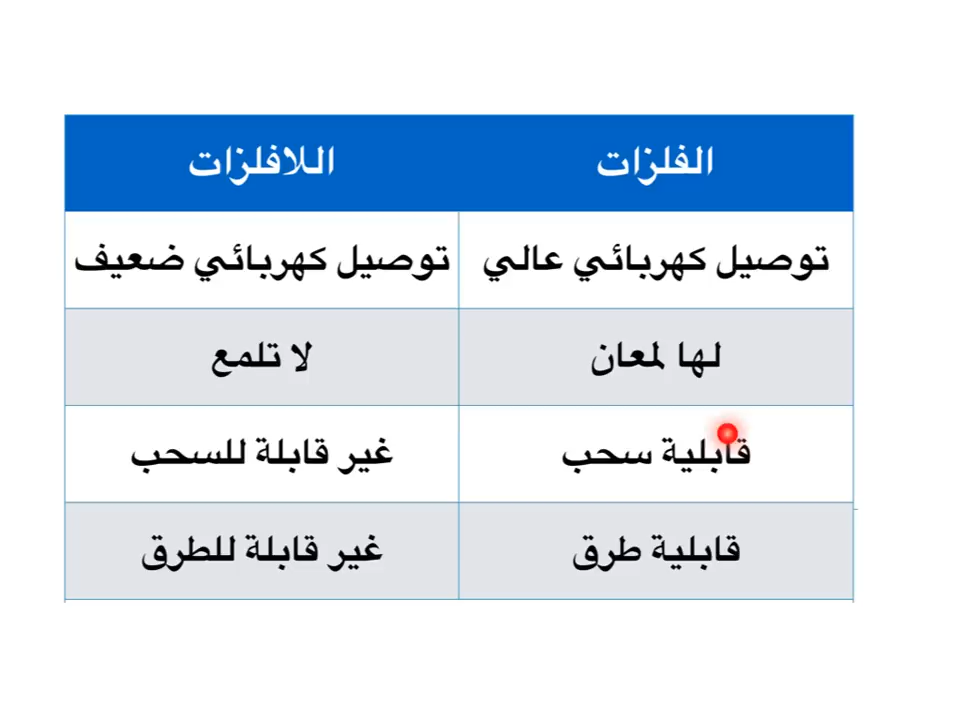 الفلزات اللافلزات
توصيل كهربائي عالي توصيل كهربائي ضعيف
لها لمعان لا تلمع
قابلية سحب غير قابلة للسحب
قابلية طرق غير قابلة للطرق